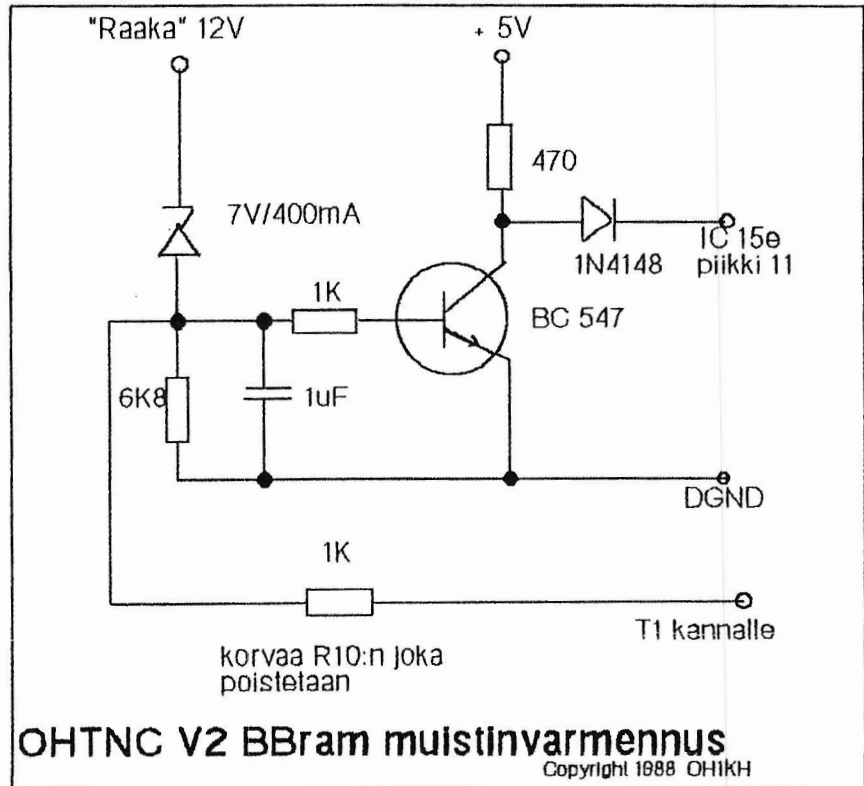 "Raaka" 12V
+ 5V
470
7V/400mA
1N4148
IC 15e
piikki 11
1K
BC 547
6K8
1uF
DGND
1K
T1 kannalle
korvaa R10:n joka
poistetaan
OHTNC V2 BBram muistinvarmennus
Copyright 1988 OH1KH